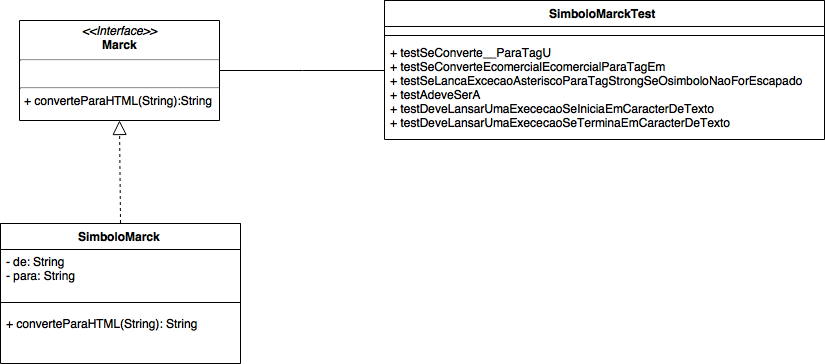 <<Interface>>
Marck
+ converteParaHTML(String):String
SimboloMarckTest
+ testSeConverte__ParaTagU
+ testSeConverteEcomercialEcomercialParaTagEm
+ testSeLancaExcecaoAsteriscoParaTagStrongSeOsimboloNaoForEscapado
+ testAdeveSerA
+ testDeveLansarUmaExececaoSeIniciaEmCaracterDeTexto
+ testDeveLansarUmaExececaoSeTerminaEmCaracterDeTexto
SimboloMarck
- de: String
- para: String
+ converteParaHTML(String): String